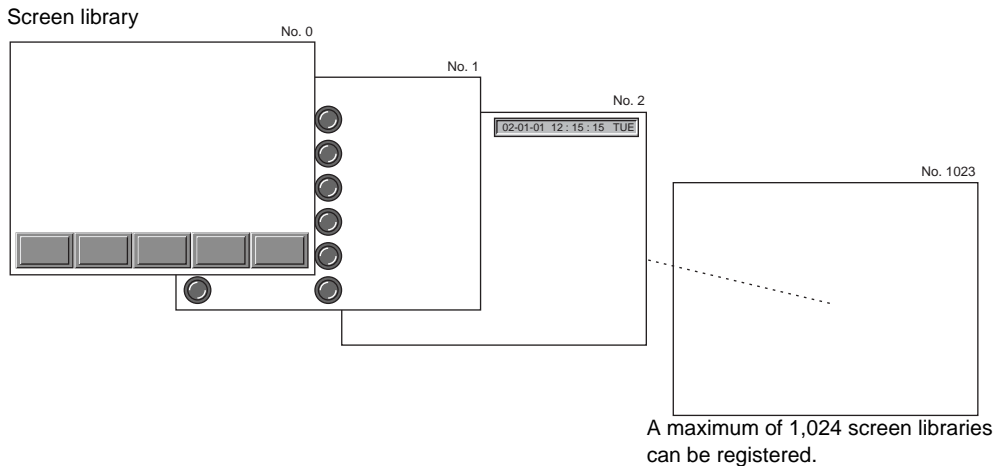 Screen library
No. 0
No. 1
No. 2
02-01-01 12 : 15 : 15 TUE
No. 1023
A maximum of 1,024 screen libraries
can be registered.